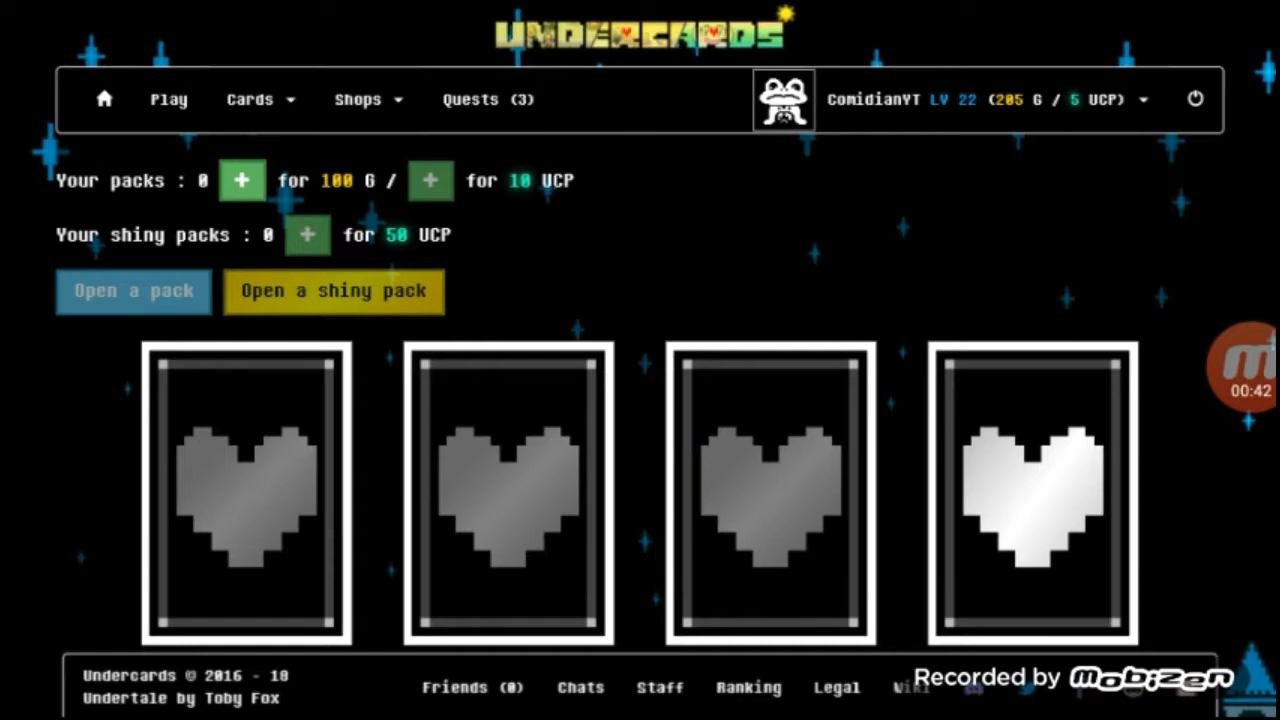 UNDERCARDS
Play Cards Shops Quests (3) ComidianYT LV 22 (205 G / 5 UCP)
Your packs : 0 + for 100 G / + for 10 UCP
Your shiny packs : 0 + for 50 UCP
Open a pack Open a shiny pack
m
00:42
Undercards © 2016 - 18
Undertale by Toby Fox
Friends (0) Chats Staff Ranking Legal Wiki
Recorded by mobizen